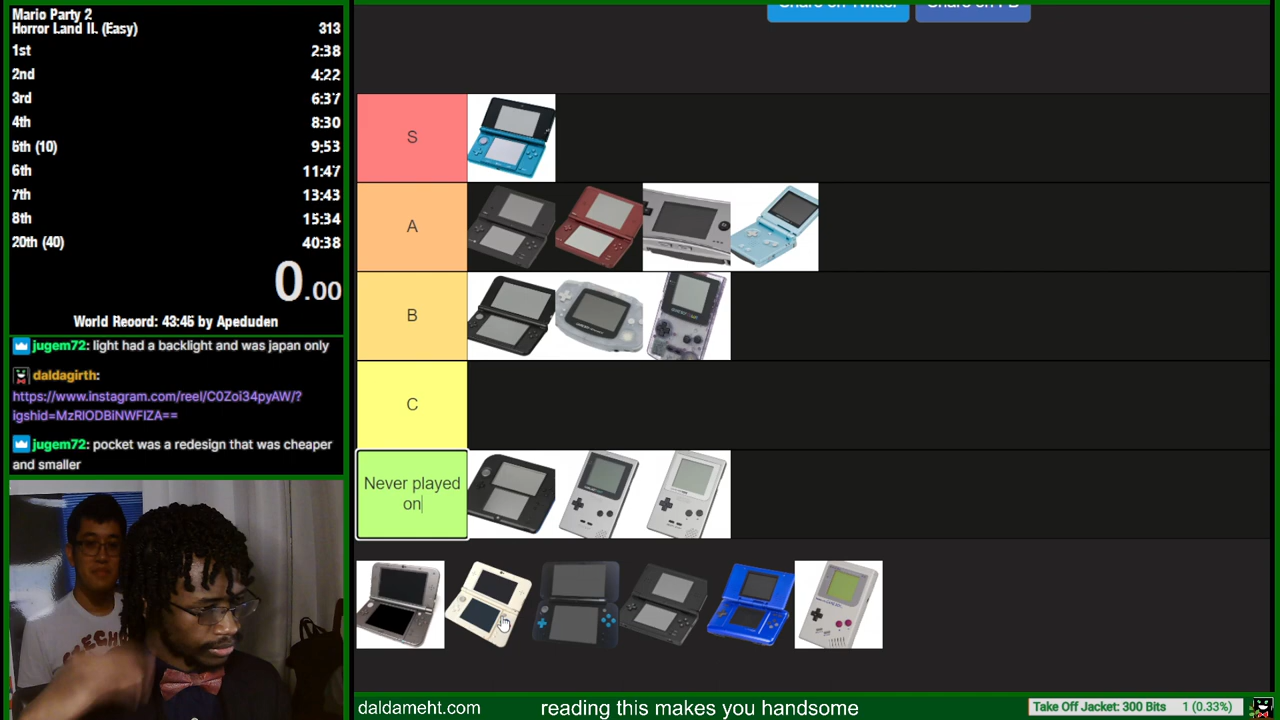 Mario Party 2
Horror Land II. (Easy) 313
1st 2:38
2nd 4:22
3rd 6:37
4th 8:30
5th (10) 9:53
6th 11:47
7th 13:43
8th 15:34
20th (40) 40:38
0.00
World Record: 43:45 by Apeduden
jugem72: light had a backlight and was japan only
daldagirth:
https://www.instagram.com/reel/C0Zoi34pyAW/?
igshid=MzRlODBiNWFlZA==
jugem72: pocket was a redesign that was cheaper
and smaller
Share on Twitter
Share on FB
S
A
B
C
Never played
on
daldameht.com
reading this makes you handsome
Take Off Jacket: 300 Bits 1 (0.33%)